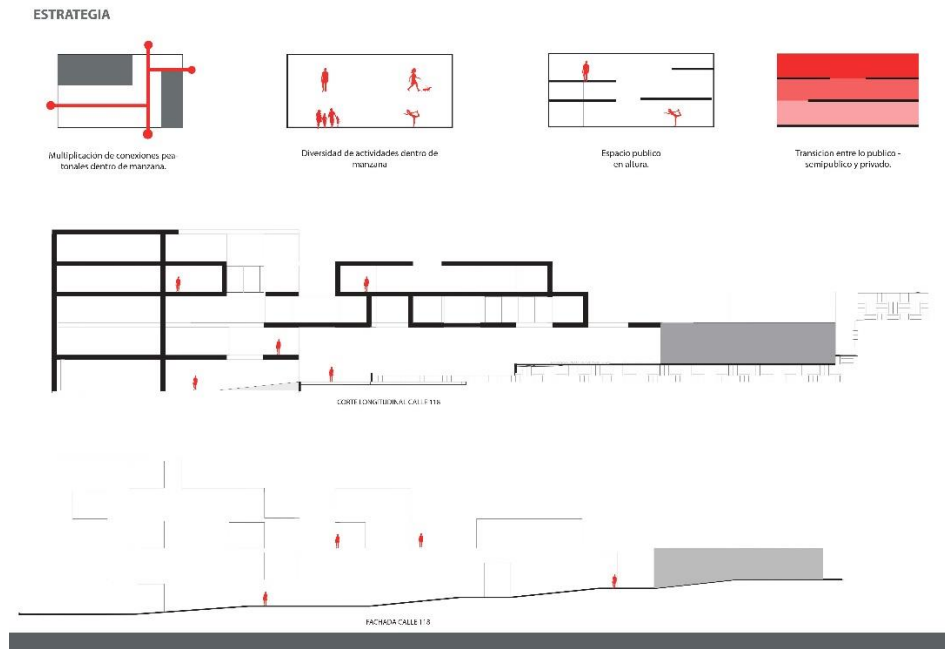 ESTRATEGIA
Multiplicación de conexiones pea-
tonales dentro de manzana.
Diversidad de actividades dentro de
manzana
Espacio publico
en altura.
Transicion entre lo publico -
semipublico y privado.
CORTE LONGITUDINAL CALLE 118
FACHADA CALLE 118